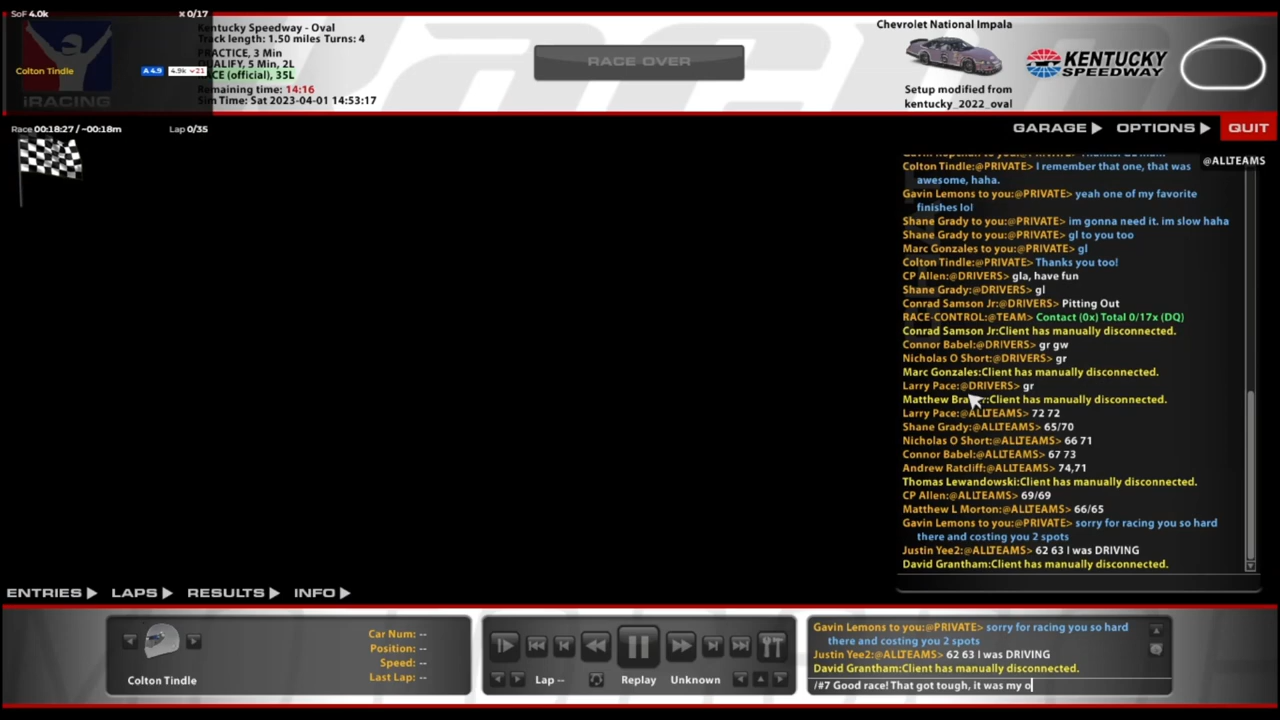 SoF 4.0k
x 0/17
Colton Tindle
A 4.9
4.9k
21
iRACING
Race 00:18:27 / ~00:18m
Lap 0/35
Kentucky Speedway - Oval
Track length: 1.50 miles Turns: 4
PRACTICE, 3 Min
QUALIFY, 5 Min, 2L
(official), 35L
Remaining time: 14:16
Sim Time: Sat 2023-04-01 14:53:17
RACE OVER
Chevrolet National Impala
Setup modified from
kentucky_2022_oval
KENTUCKY
SPEEDWAY
GARAGE
OPTIONS
QUIT
@ALLTEAMS
Colton Tindle:@PRIVATE> I remember that one, that was
awesome, haha.
Gavin Lemons to you:@PRIVATE> yeah one of my favorite
finishes lol
Shane Grady to you:@PRIVATE> im gonna need it. im slow haha
Shane Grady to you:@PRIVATE> gl to you too
Marc Gonzales to you:@PRIVATE> gl
Colton Tindle:@PRIVATE> Thanks you too!
CP Allen:@DRIVERS> gla, have fun
Shane Grady:@DRIVERS> gl
Conrad Samson Jr:@DRIVERS> Pitting Out
RACE-CONTROL:@TEAM> Contact (0x) Total 0/17x (DQ)
Conrad Samson Jr:Client has manually disconnected.
Connor Babel:@DRIVERS> gr gw
Nicholas O Short:@DRIVERS> gr
Marc Gonzales:Client has manually disconnected.
Larry Pace:@DRIVERS> gr
Matthew :Client has manually disconnected.
Larry Pace:@ALLTEAMS> 72 72
Shane Grady:@ALLTEAMS> 65/70
Nicholas O Short:@ALLTEAMS> 66 71
Connor Babel:@ALLTEAMS> 67 73
Andrew Ratcliff:@ALLTEAMS> 74,71
Thomas Lewandowski:Client has manually disconnected.
CP Allen:@ALLTEAMS> 69/69
Matthew L Morton:@ALLTEAMS> 66/65
Gavin Lemons to you:@PRIVATE> sorry for racing you so hard
there and costing you 2 spots
Justin Yee2:@ALLTEAMS> 62 63 I was DRIVING
David Grantham:Client has manually disconnected.
ENTRIES
LAPS
RESULTS
INFO
Colton Tindle
Car Num: --
Position: --
Speed: --
Last Lap: --
Lap --
Replay
Unknown
Gavin Lemons to you:@PRIVATE> sorry for racing you so hard
there and costing you 2 spots
Justin Yee2:@ALLTEAMS> 62 63 I was DRIVING
David Grantham:Client has manually disconnected.
/#7 Good race! That got tough, it was my o